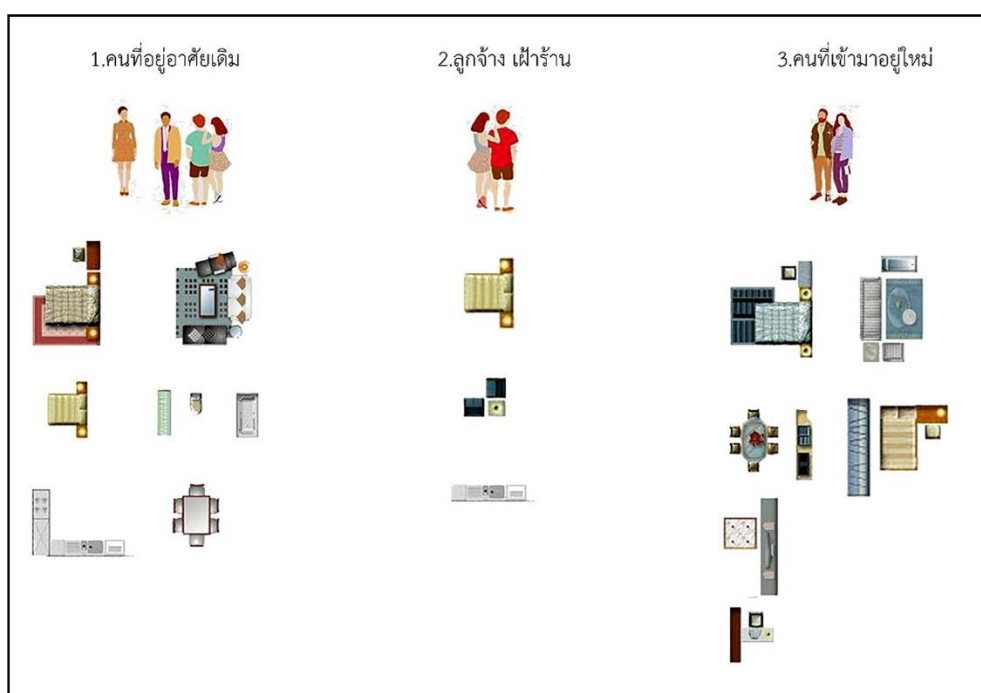 1.คนที่อยู่อาศัยเดิม
2.ลูกจ้าง เฝ้าร้าน
3.คนที่เข้ามาอยู่ใหม่